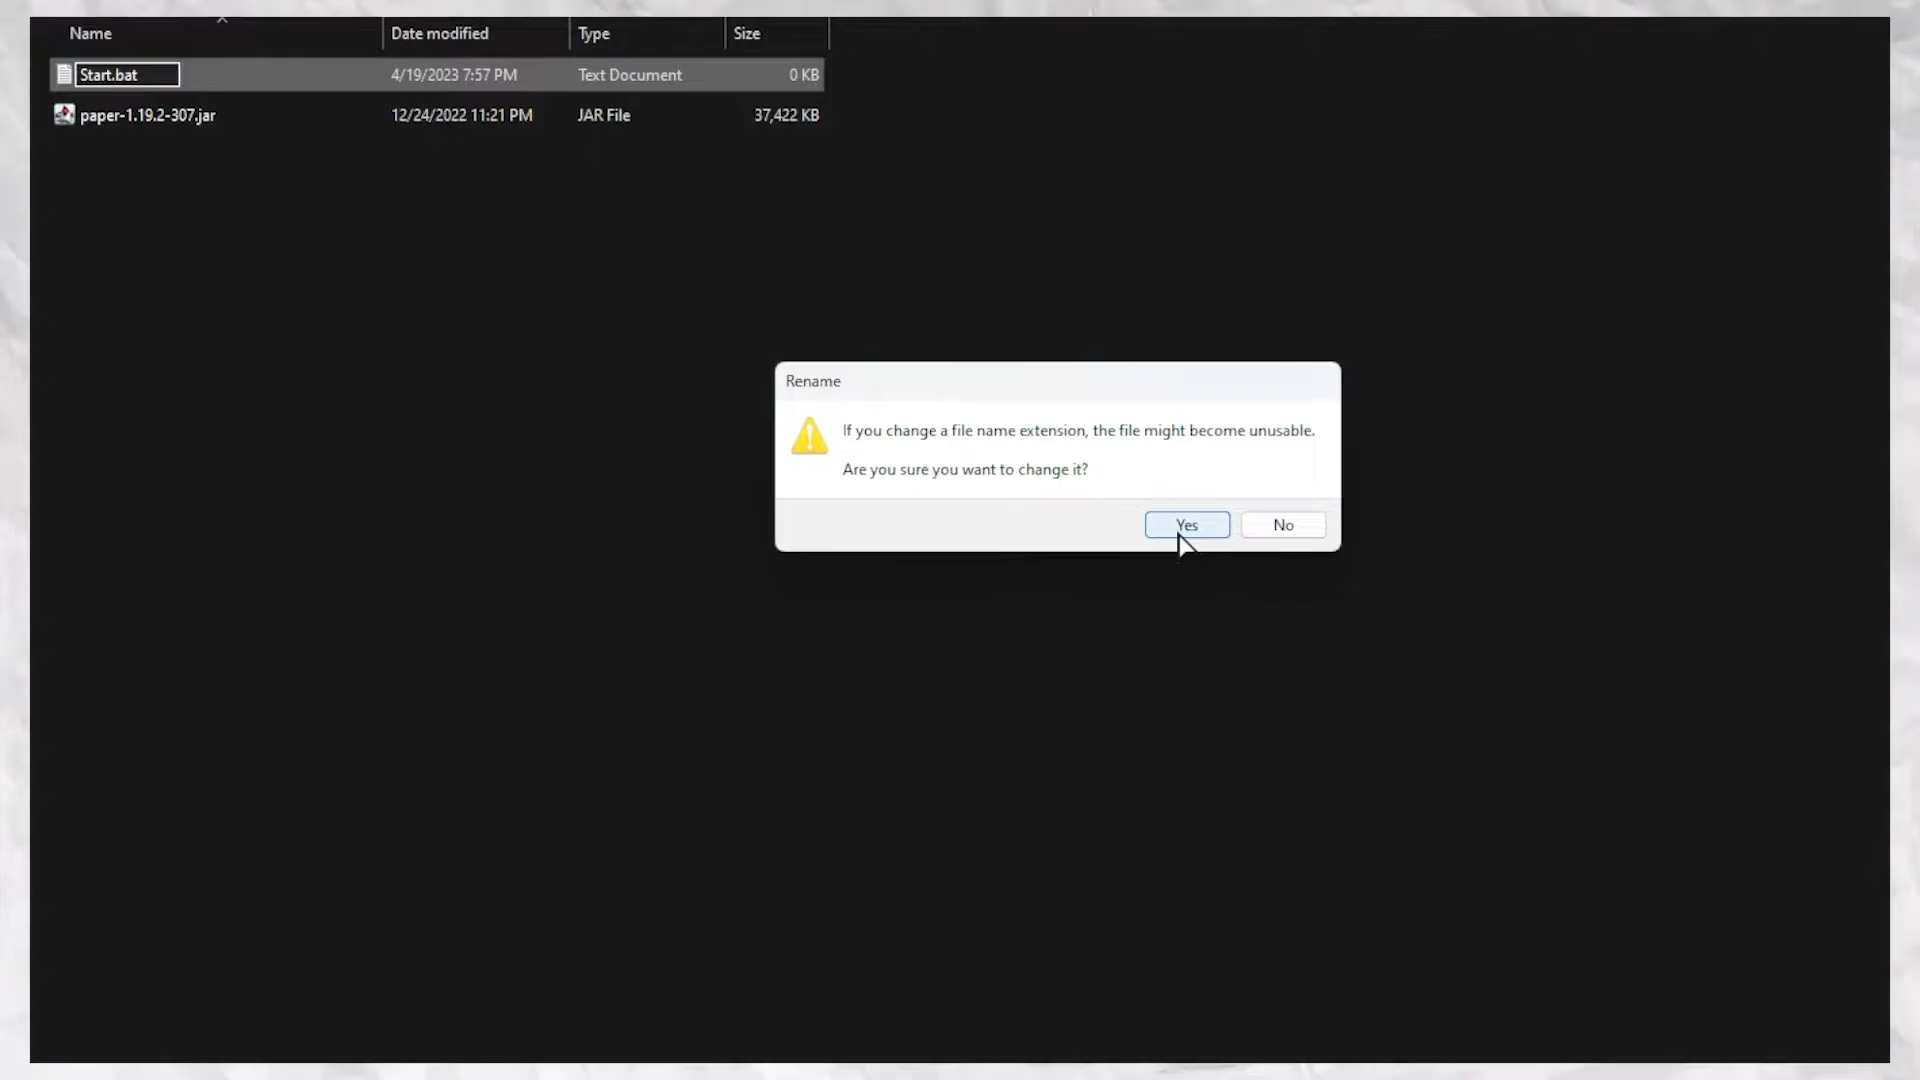 Name Date modified Type Size
Start.bat 4/19/2023 7:57 PM Text Document 0 KB
paper-1.19.2-307.jar 12/24/2022 11:21 PM JAR File 37,422 KB
Rename
If you change a file name extension, the file might become unusable.
Are you sure you want to change it?
Yes No